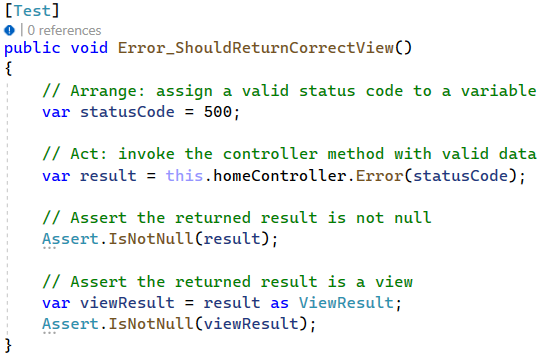 [Test]
| 0 references
public void Error_ShouldReturnCorrectView()
{
// Arrange: assign a valid status code to a variable
var statusCode = 500;
// Act: invoke the controller method with valid data
var result = this.homeController.Error(statusCode);
// Assert the returned result is not null
Assert.IsNotNull(result);
// Assert the returned result is a view
var viewResult = result as ViewResult;
Assert.IsNotNull(viewResult);
}